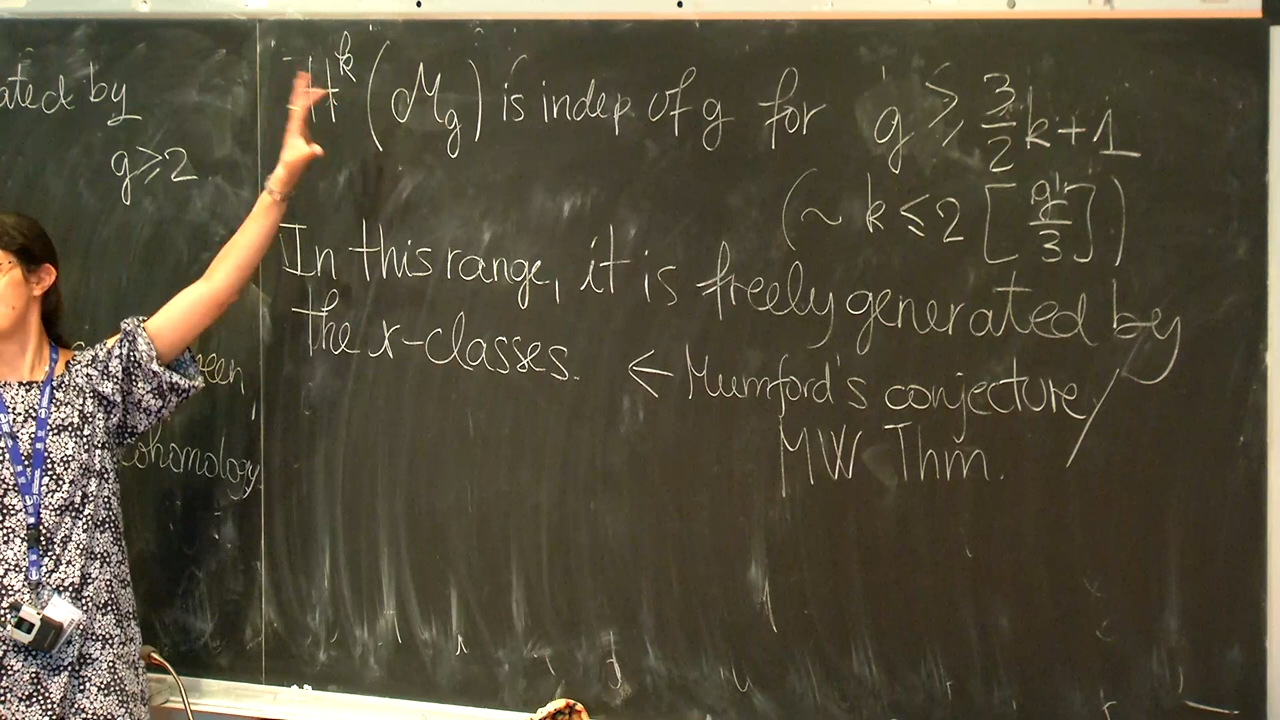 ated by
g⩾2
H^k(M_g) is indep. of g for g ⩾ 3/2 k+1
(~ k ≤ 2 [g/3])
In this range, it is freely generated by
the κ-classes. ← Mumford's conjecture/
MW Thm.
een
cohomology